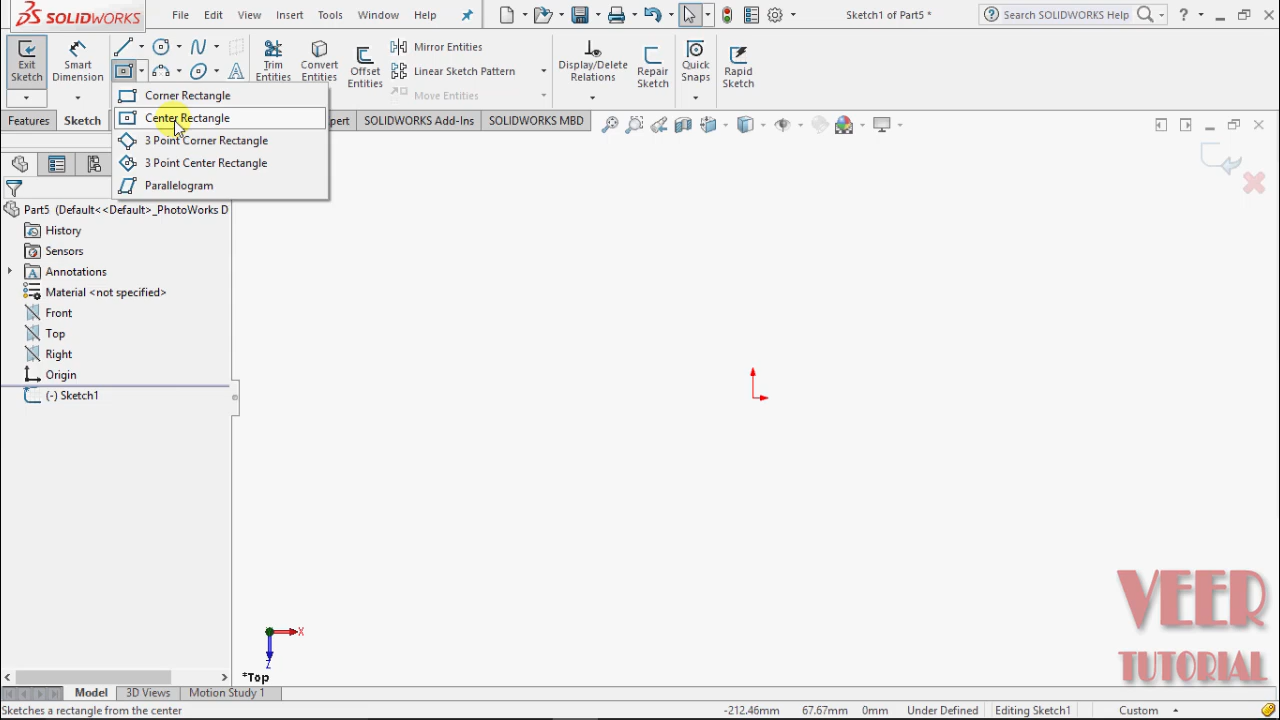 SOLIDWORKS
File
Edit
View
Insert
Tools
Window
Help
Sketch1 of Part5 *
Search SOLIDWORKS Help
?
Exit
Sketch
Smart
Dimension
Trim
Entities
Convert
Entities
Offset
Entities
Mirror Entities
Linear Sketch Pattern
Move Entities
Display/Delete
Relations
Repair
Sketch
Quick
Snaps
Rapid
Sketch
Corner Rectangle
Center Rectangle
3 Point Corner Rectangle
3 Point Center Rectangle
Parallelogram
Features
Sketch
pert
SOLIDWORKS Add-Ins
SOLIDWORKS MBD
Part5 (Default<<Default>_PhotoWorks D
History
Sensors
Annotations
Material <not specified>
Front
Top
Right
Origin
(-) Sketch1
X
Z
*Top
VEER
TUTORIAL
Model
3D Views
Motion Study 1
Sketches a rectangle from the center
-212.46mm
67.67mm
0mm
Under Defined
Editing Sketch1
Custom